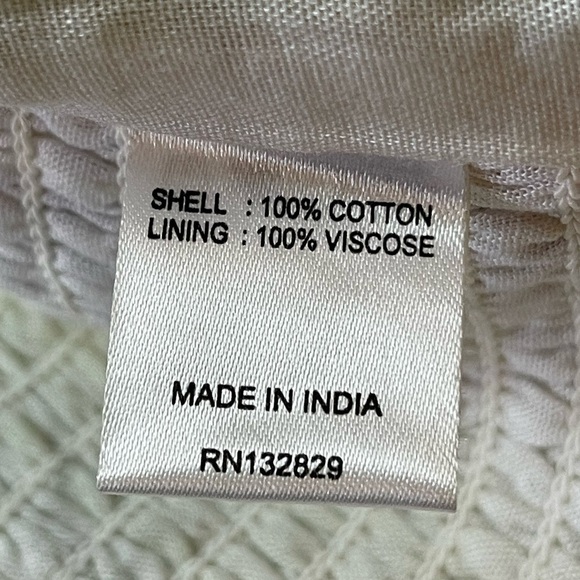 SHELL : 100% COTTON
LINING : 100% VISCOSE
MADE IN INDIA
RN132829